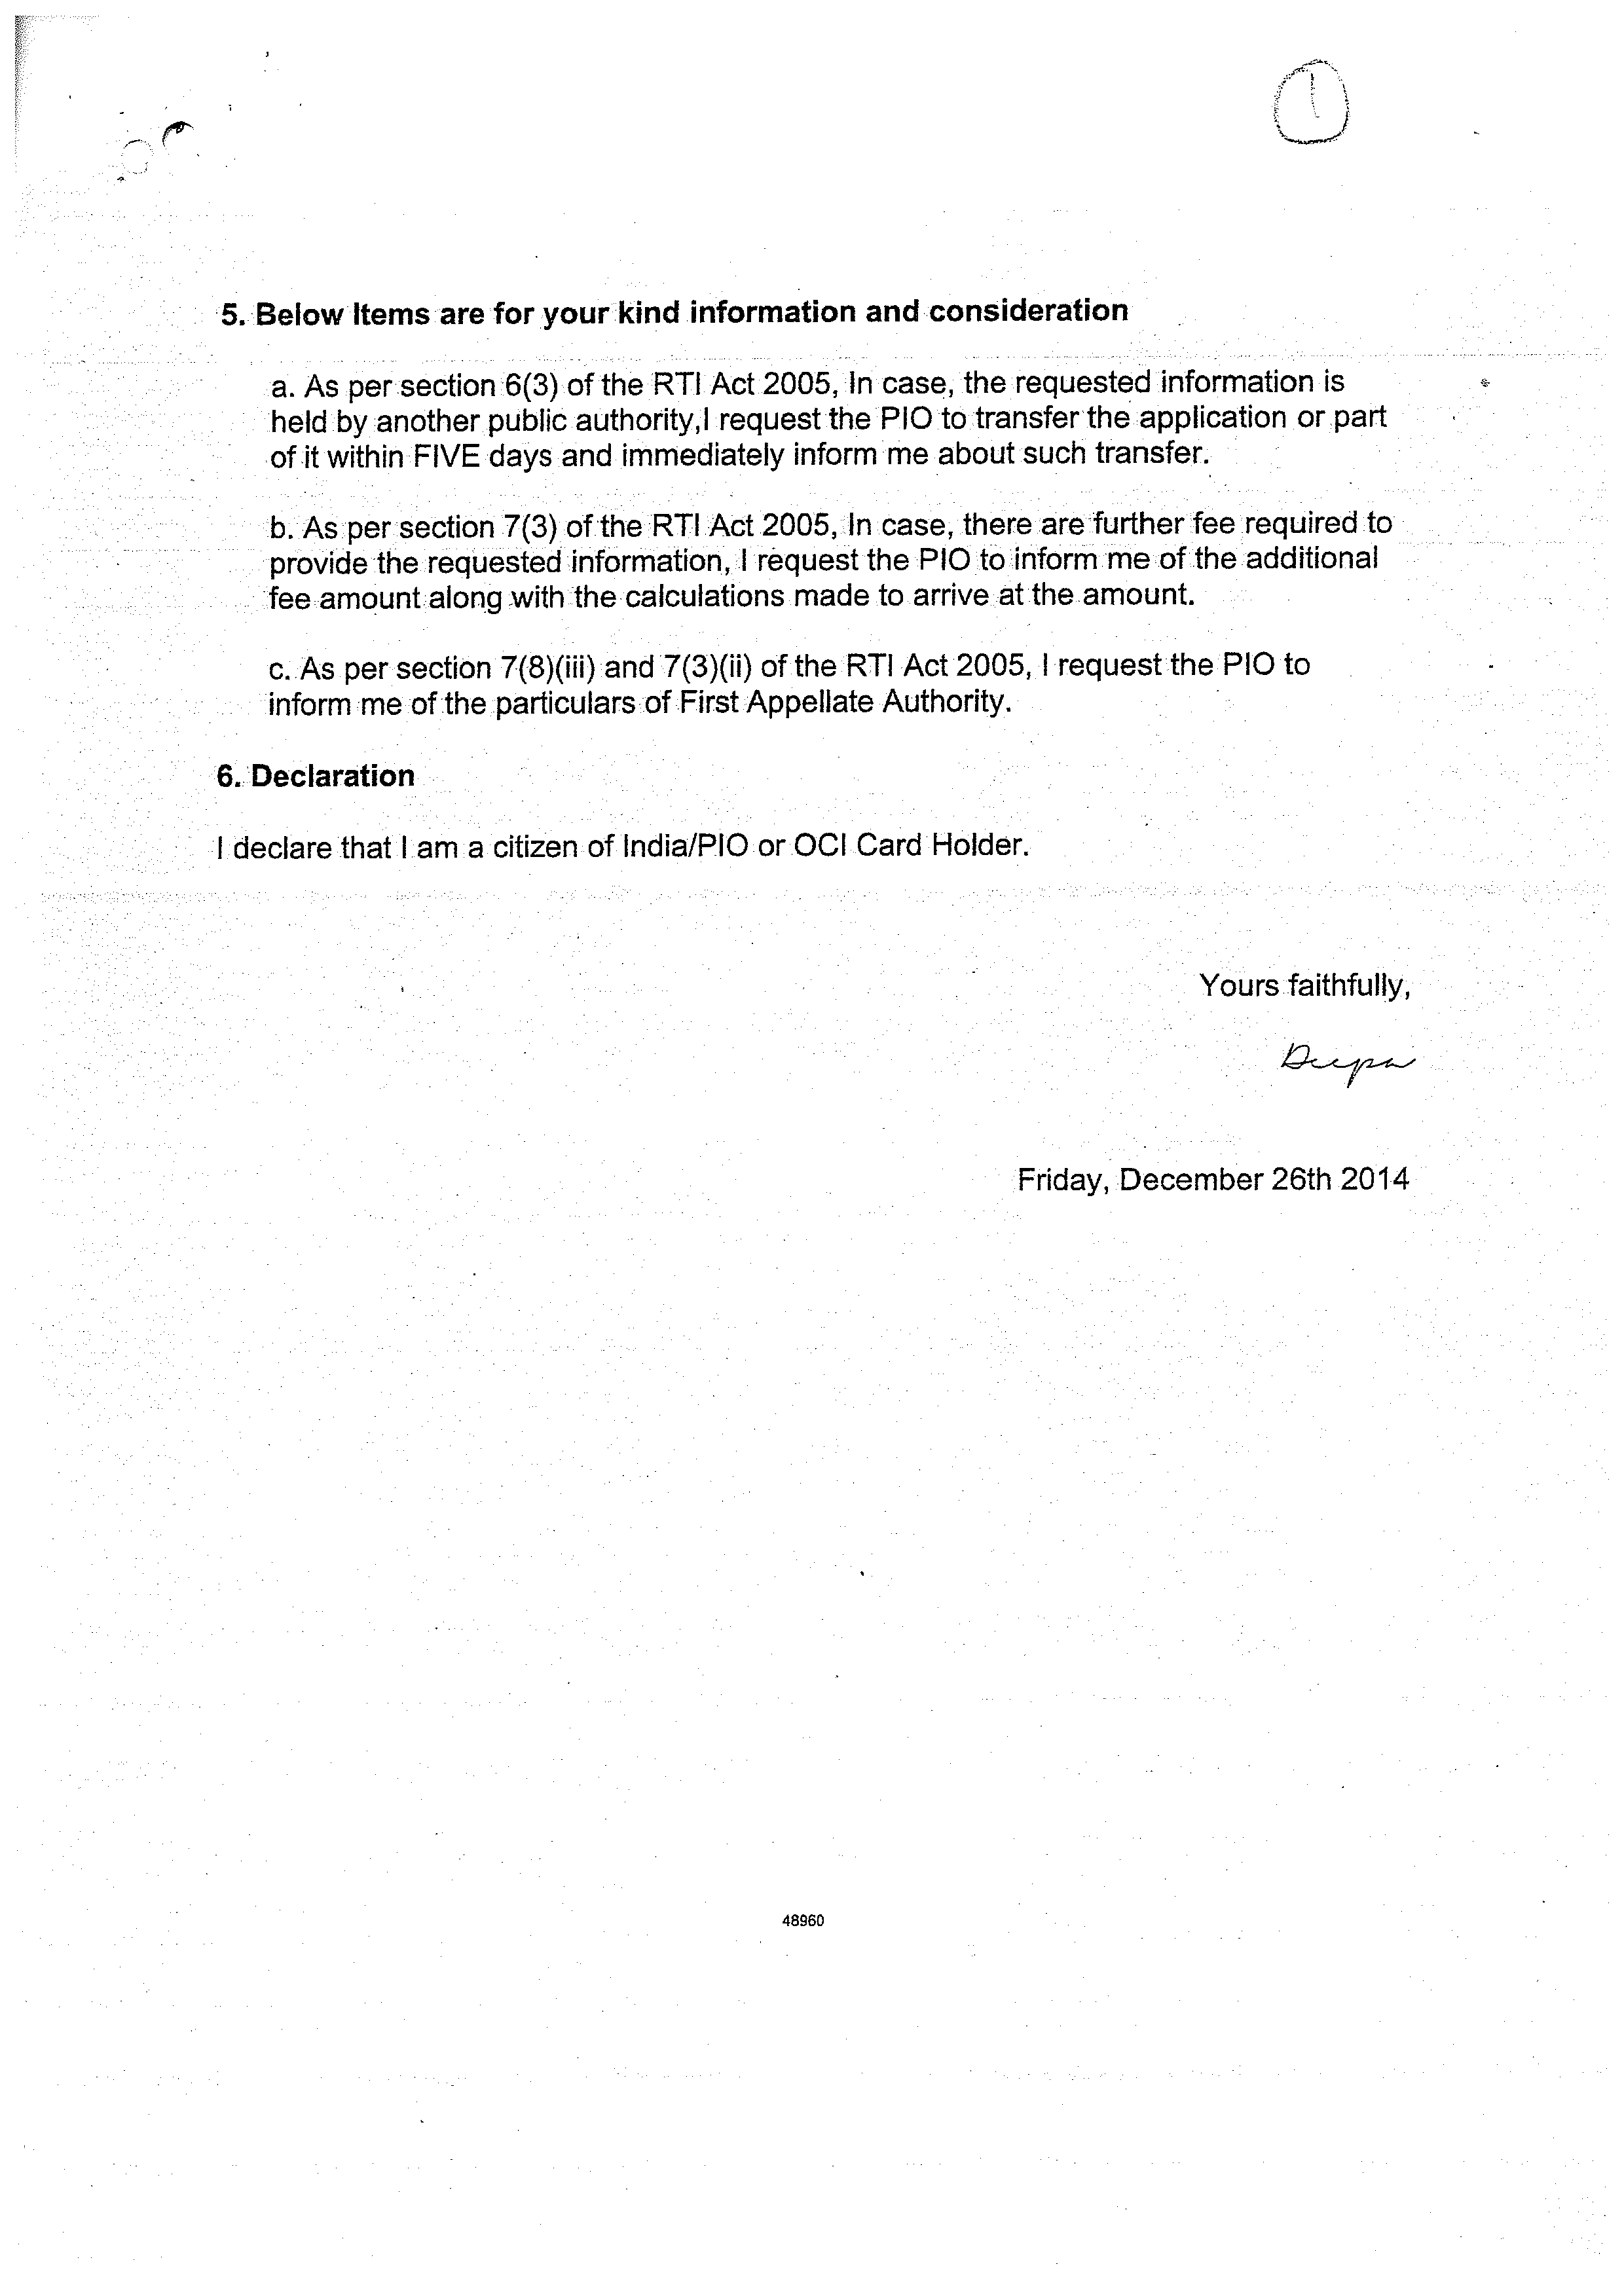 1
5. Below Items are for your kind information and consideration
a. As per section 6(3) of the RTI Act 2005, In case, the requested information is
held by another public authority,I request the PIO to transfer the application or part
of it within FIVE days and immediately inform me about such transfer.
b. As per section 7(3) of the RTI Act 2005, In case, there are further fee required to
provide the requested information, I request the PIO to inform me of the additional
fee amount along with the calculations made to arrive at the amount.
c. As per section 7(8)(iii) and 7(3)(ii) of the RTI Act 2005, I request the PIO to
inform me of the particulars of First Appellate Authority.
6. Declaration
I declare that I am a citizen of India/PIO or OCI Card Holder.
Yours faithfully,
Deepa
Friday, December 26th 2014
48960